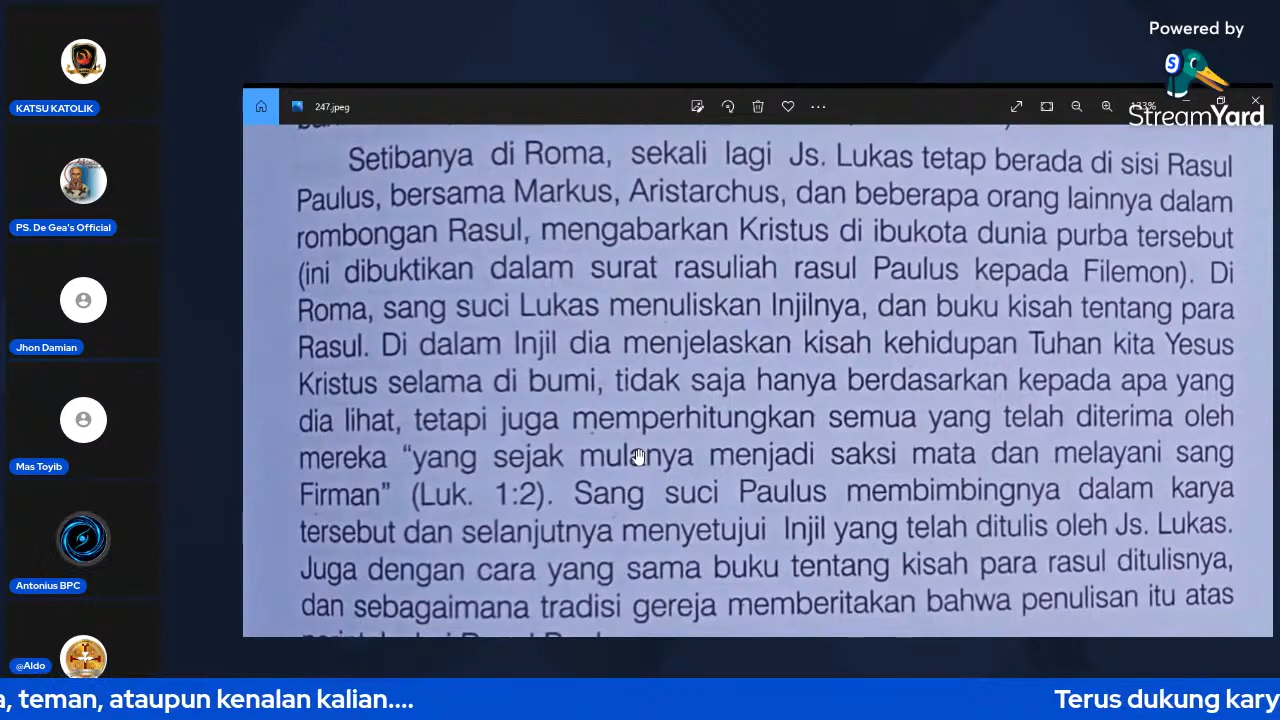 Powered by
StreamYard
KATSU KATOLIK
PS. De Gea's Official
Jhon Damian
Mas Toyib
Antonius BPC
@Aldo
247.jpeg
Setibanya di Roma, sekali lagi Js. Lukas tetap berada di sisi Rasul
Paulus, bersama Markus, Aristarchus, dan beberapa orang lainnya dalam
rombongan Rasul, mengabarkan Kristus di ibukota dunia purba tersebut
(ini dibuktikan dalam surat rasuliah rasul Paulus kepada Filemon). Di
Roma, sang suci Lukas menuliskan Injilnya, dan buku kisah tentang para
Rasul. Di dalam Injil dia menjelaskan kisah kehidupan Tuhan kita Yesus
Kristus selama di bumi, tidak saja hanya berdasarkan kepada apa yang
dia lihat, tetapi juga memperhitungkan semua yang telah diterima oleh
mereka “yang sejak mulanya menjadi saksi mata dan melayani sang
Firman” (Luk. 1:2). Sang suci Paulus membimbingnya dalam karya
tersebut dan selanjutnya menyetujui Injil yang telah ditulis oleh Js. Lukas.
Juga dengan cara yang sama buku tentang kisah para rasul ditulisnya,
dan sebagaimana tradisi gereja memberitakan bahwa penulisan itu atas
a, teman, ataupun kenalan kalian....
Terus dukung kary